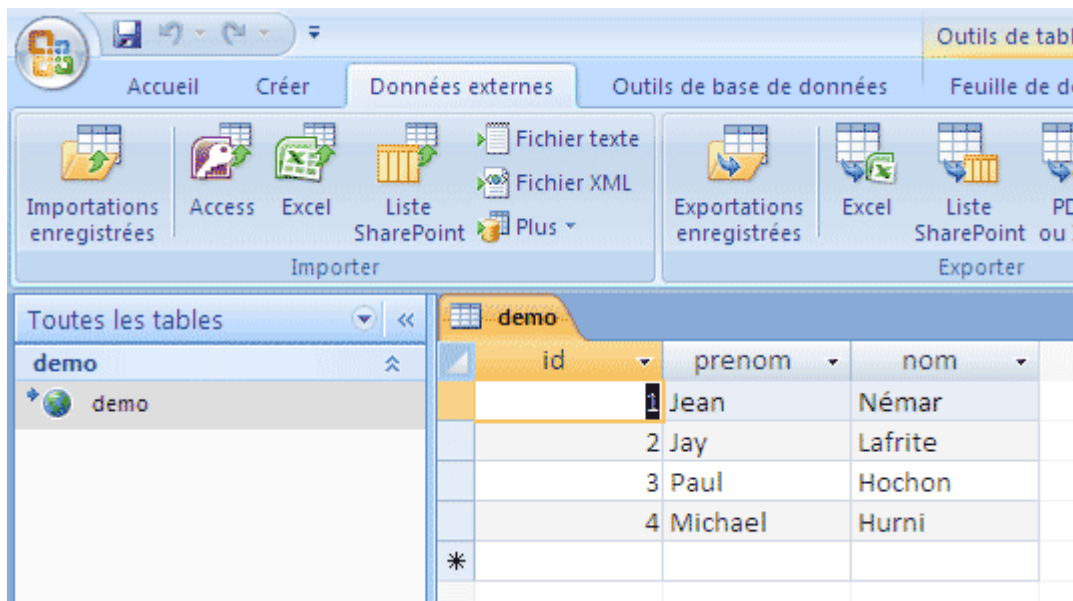 Outils de tabl
Accueil Créer Données externes Outils de base de données Feuille de d
Importations enregistrées
Access
Excel
Liste SharePoint
Fichier texte
Fichier XML
Plus
Exportations enregistrées
Excel
Liste SharePoint
PD
ou
Importer
Exporter
Toutes les tables
demo
demo
demo
id prenom nom
1 Jean Némar
2 Jay Lafrite
3 Paul Hochon
4 Michael Hurni